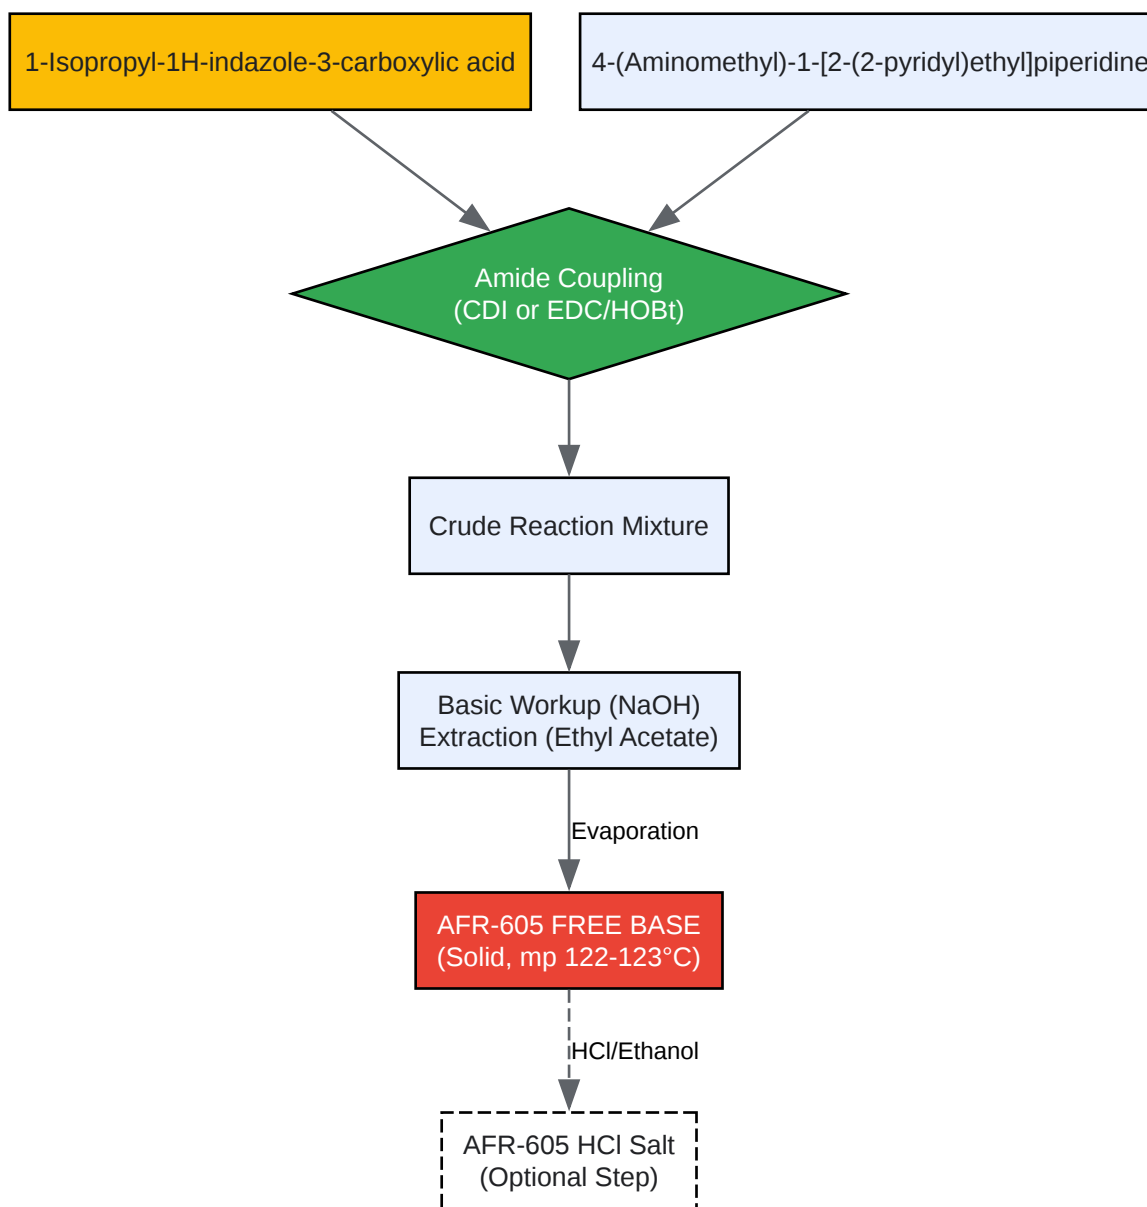 1-Isopropyl-1H-indazole-3-carboxylic acid
4-(Aminomethyl)-1-[2-(2-pyridyl)ethyl]piperidine
Amide Coupling
(CDI or EDC/HOBt)
Crude Reaction Mixture
Basic Workup (NaOH)
Extraction (Ethyl Acetate)
Evaporation
AFR-605 FREE BASE
(Solid, mp 122-123°C)
HCl/Ethanol
AFR-605 HCl Salt
(Optional Step)